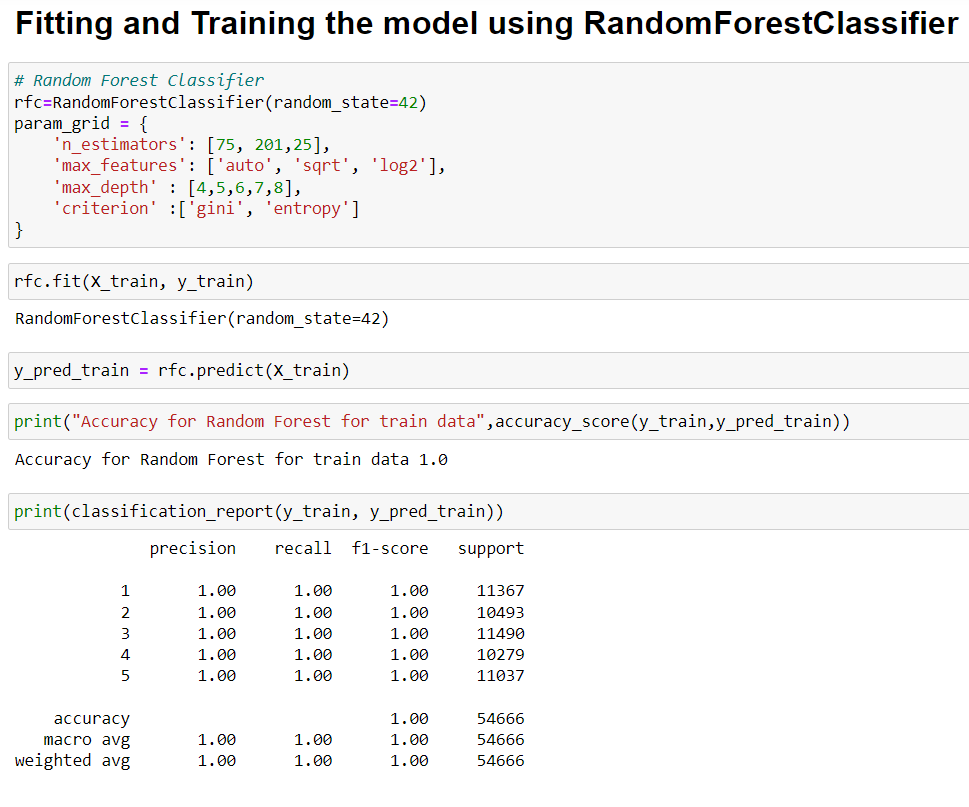 Fitting and Training the model using RandomForestClassifier
# Random Forest Classifier
rfc=RandomForestClassifier(random_state=42)
param_grid = {
    'n_estimators': [75, 201,25],
    'max_features': ['auto', 'sqrt', 'log2'],
    'max_depth' : [4,5,6,7,8],
    'criterion' :['gini', 'entropy']
}
rfc.fit(X_train, y_train)
RandomForestClassifier(random_state=42)
y_pred_train = rfc.predict(X_train)
print("Accuracy for Random Forest for train data",accuracy_score(y_train,y_pred_train))
Accuracy for Random Forest for train data 1.0
print(classification_report(y_train, y_pred_train))
              precision    recall  f1-score   support
           1       1.00      1.00      1.00     11367
           2       1.00      1.00      1.00     10493
           3       1.00      1.00      1.00     11490
           4       1.00      1.00      1.00     10279
           5       1.00      1.00      1.00     11037
    accuracy                           1.00     54666
   macro avg       1.00      1.00      1.00     54666
weighted avg       1.00      1.00      1.00     54666